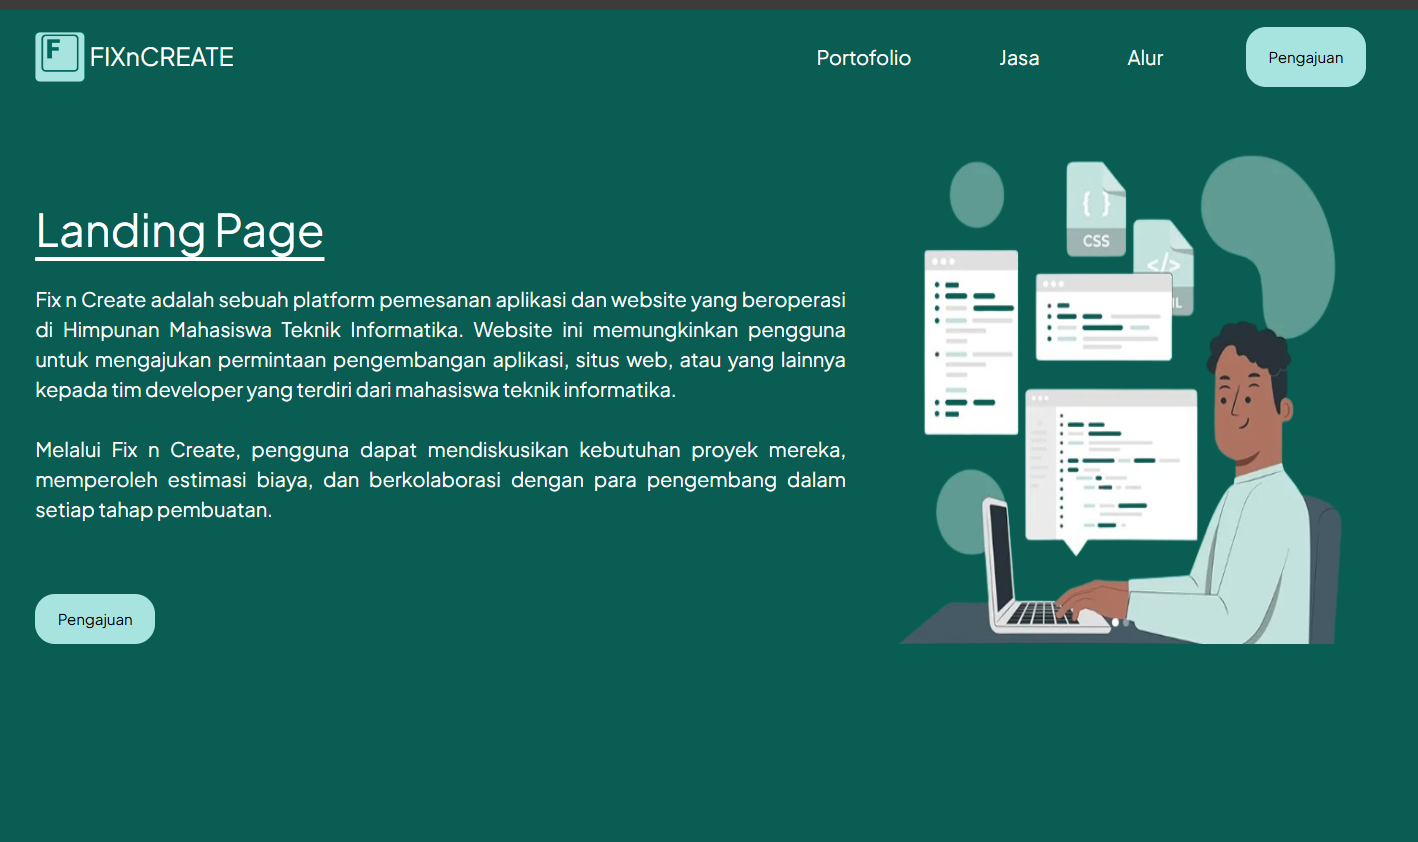 F
FIXnCREATE
Portofolio
Jasa
Alur
Pengajuan
Landing Page
Fix n Create adalah sebuah platform pemesanan aplikasi dan website yang beroperasi
di Himpunan Mahasiswa Teknik Informatika. Website ini memungkinkan pengguna
untuk mengajukan permintaan pengembangan aplikasi, situs web, atau yang lainnya
kepada tim developer yang terdiri dari mahasiswa teknik informatika.
Melalui Fix n Create, pengguna dapat mendiskusikan kebutuhan proyek mereka,
memperoleh estimasi biaya, dan berkolaborasi dengan para pengembang dalam
setiap tahap pembuatan.
Pengajuan
{ }
CSS
</>